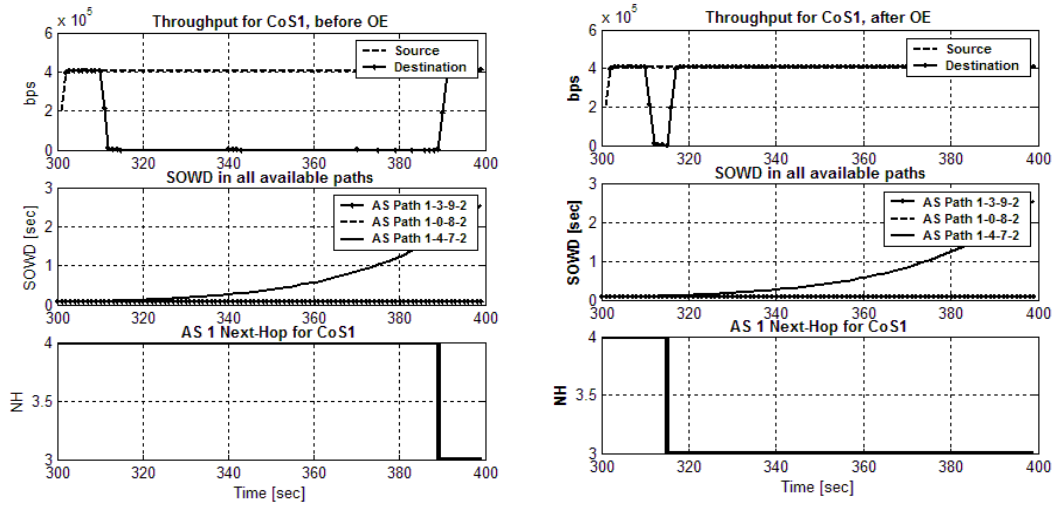 Throughput for CoS1, before OE
x 10^5
6
4
2
0
bps
Source
Destination
300 320 340 360 380 400
SOWD in all available paths
3
2
1
0
SOWD [sec]
AS Path 1-3-9-2
AS Path 1-0-8-2
AS Path 1-4-7-2
300 320 340 360 380 400
AS 1 Next-Hop for CoS1
4
3.5
3
NH
300 320 340 360 380 400
Time [sec]
Throughput for CoS1, after OE
x 10^5
6
4
2
0
bps
Source
Destination
300 320 340 360 380 400
SOWD in all available paths
3
2
1
0
SOWD [sec]
AS Path 1-3-9-2
AS Path 1-0-8-2
AS Path 1-4-7-2
300 320 340 360 380 400
AS 1 Next-Hop for CoS1
4
3.5
3
NH
300 320 340 360 380 400
Time [sec]